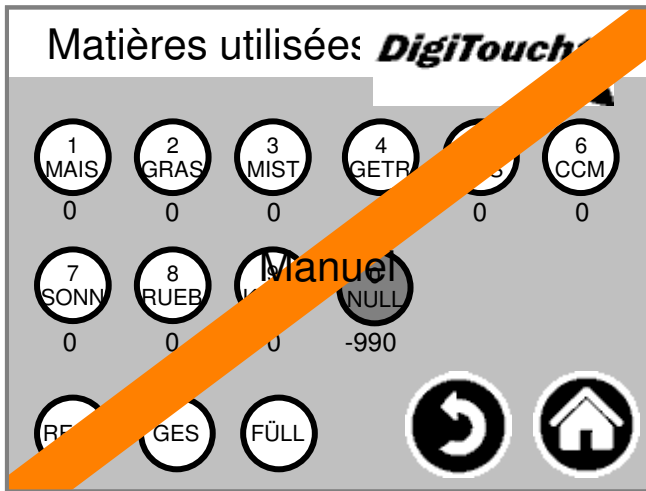 Matières utilisées DigiTouch
1 2 3 4 6
MAIS GRAS MIST GETR CCM
0 0 0 0 0
Manuel
7 8
SONN RUEB NULL
0 0 0 -990
GES FÜLL